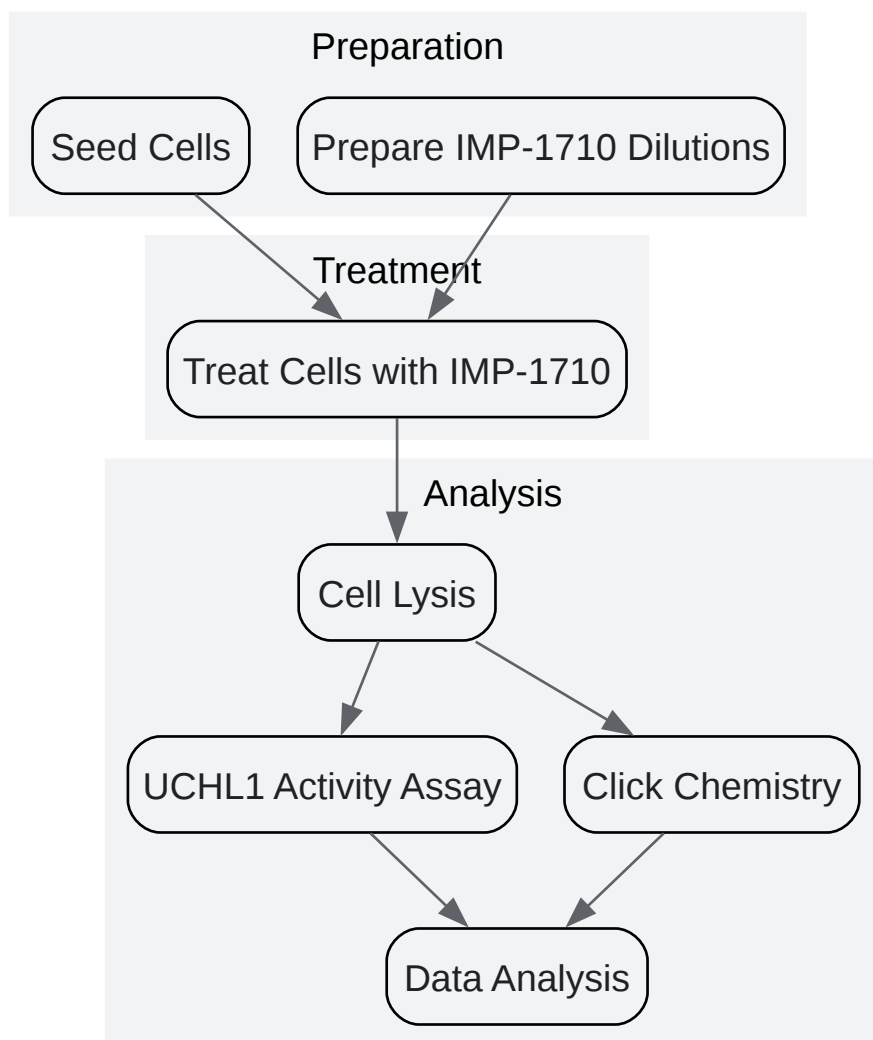 Preparation
Seed Cells
Prepare IMP-1710 Dilutions
Treatment
Treat Cells with IMP-1710
Analysis
Cell Lysis
UCHL1 Activity Assay
Click Chemistry
Data Analysis